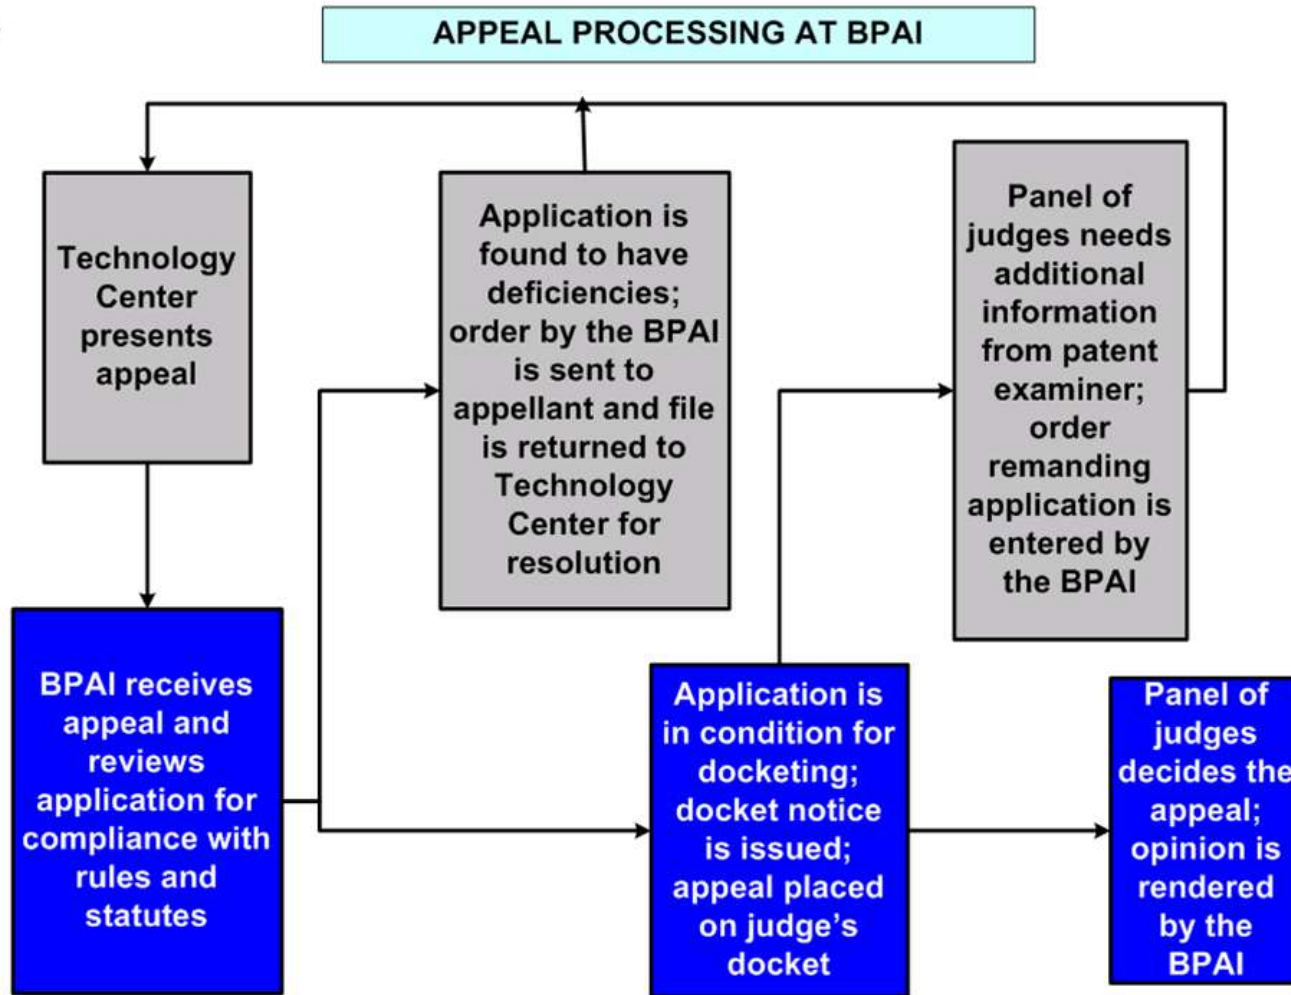 APPEAL PROCESSING AT BPAI
Technology
Center
presents
appeal
Application is
found to have
deficiencies;
order by the BPAI
is sent to
appellant and file
is returned to
Technology
Center for
resolution
Panel of
judges needs
additional
information
from patent
examiner;
order
remanding
application is
entered by
the BPAI
BPAI receives
appeal and
reviews
application for
compliance with
rules and
statutes
Application is
in condition for
docketing;
docket notice
is issued;
appeal placed
on judge’s
docket
Panel of
judges
decides the
appeal;
opinion is
rendered
by the
BPAI